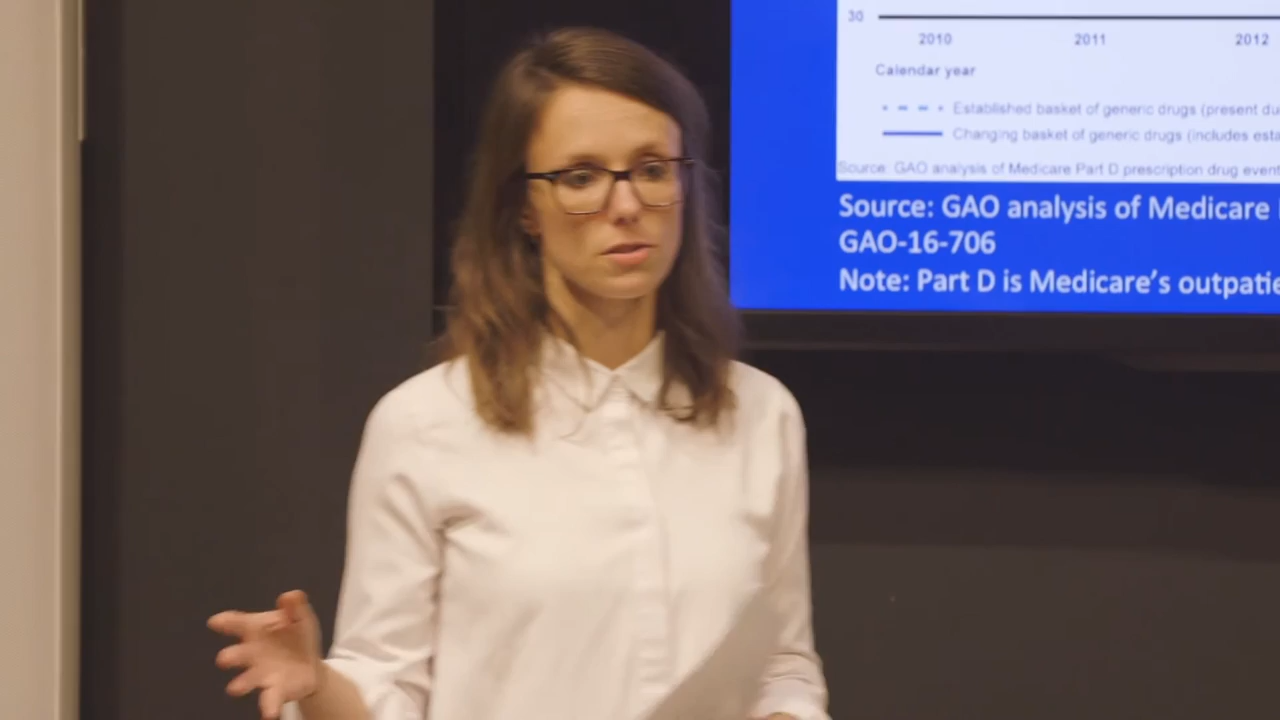 30
2010 2011 2012
Calendar year
Established basket of generic drugs (present du
Changing basket of generic drugs (includes esta
Source: GAO analysis of Medicare Part D prescription drug event
Source: GAO analysis of Medicare
GAO-16-706
Note: Part D is Medicare's outpatie